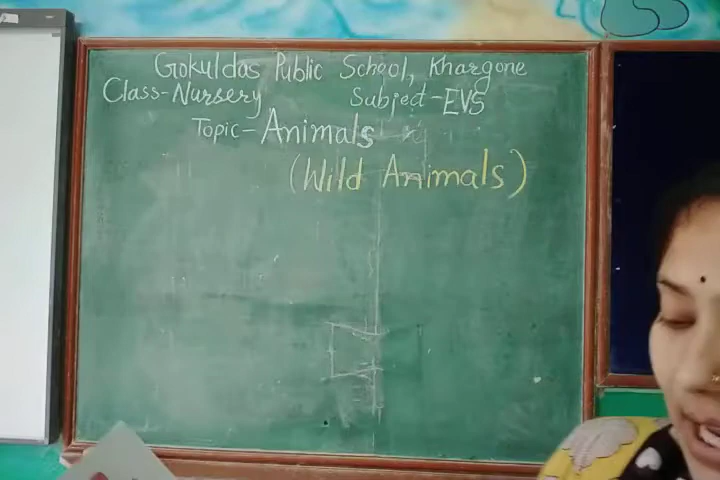 Gokuldas Public School, Khargone
Class-Nursery Subject-EVS
Topic-Animals
(Wild Animals)